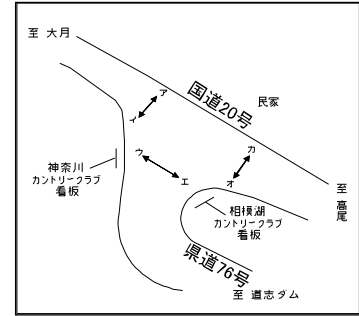 至 大月
国道20号
民家
ア
イ
ウ
エ
カ
オ
神奈川
カントリークラブ
看板
相模湖
カントリークラブ
看板
至
高
尾
県道76号
至 道志ダム